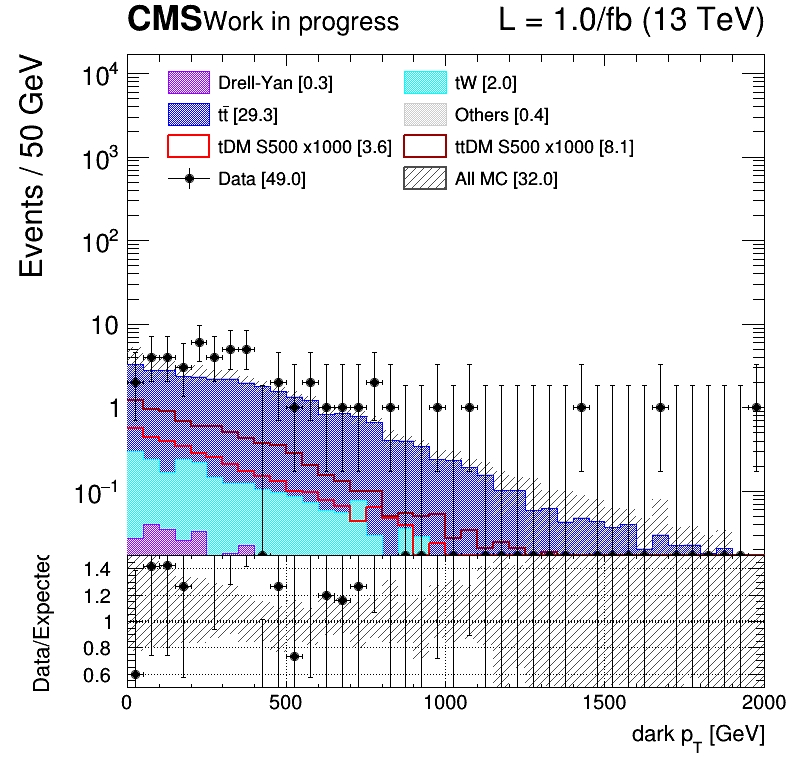 CMS Work in progress L = 1.0/fb (13 TeV)
Events / 50 GeV
Drell-Yan [0.3] tW [2.0]
tt̄ [29.3] Others [0.4]
tDM S500 x1000 [3.6] ttDM S500 x1000 [8.1]
Data [49.0] All MC [32.0]
10⁴
10³
10²
10
1
10⁻¹
Data/Expected
1.4
1.2
1
0.8
0.6
0 500 1000 1500 2000
dark p_T [GeV]